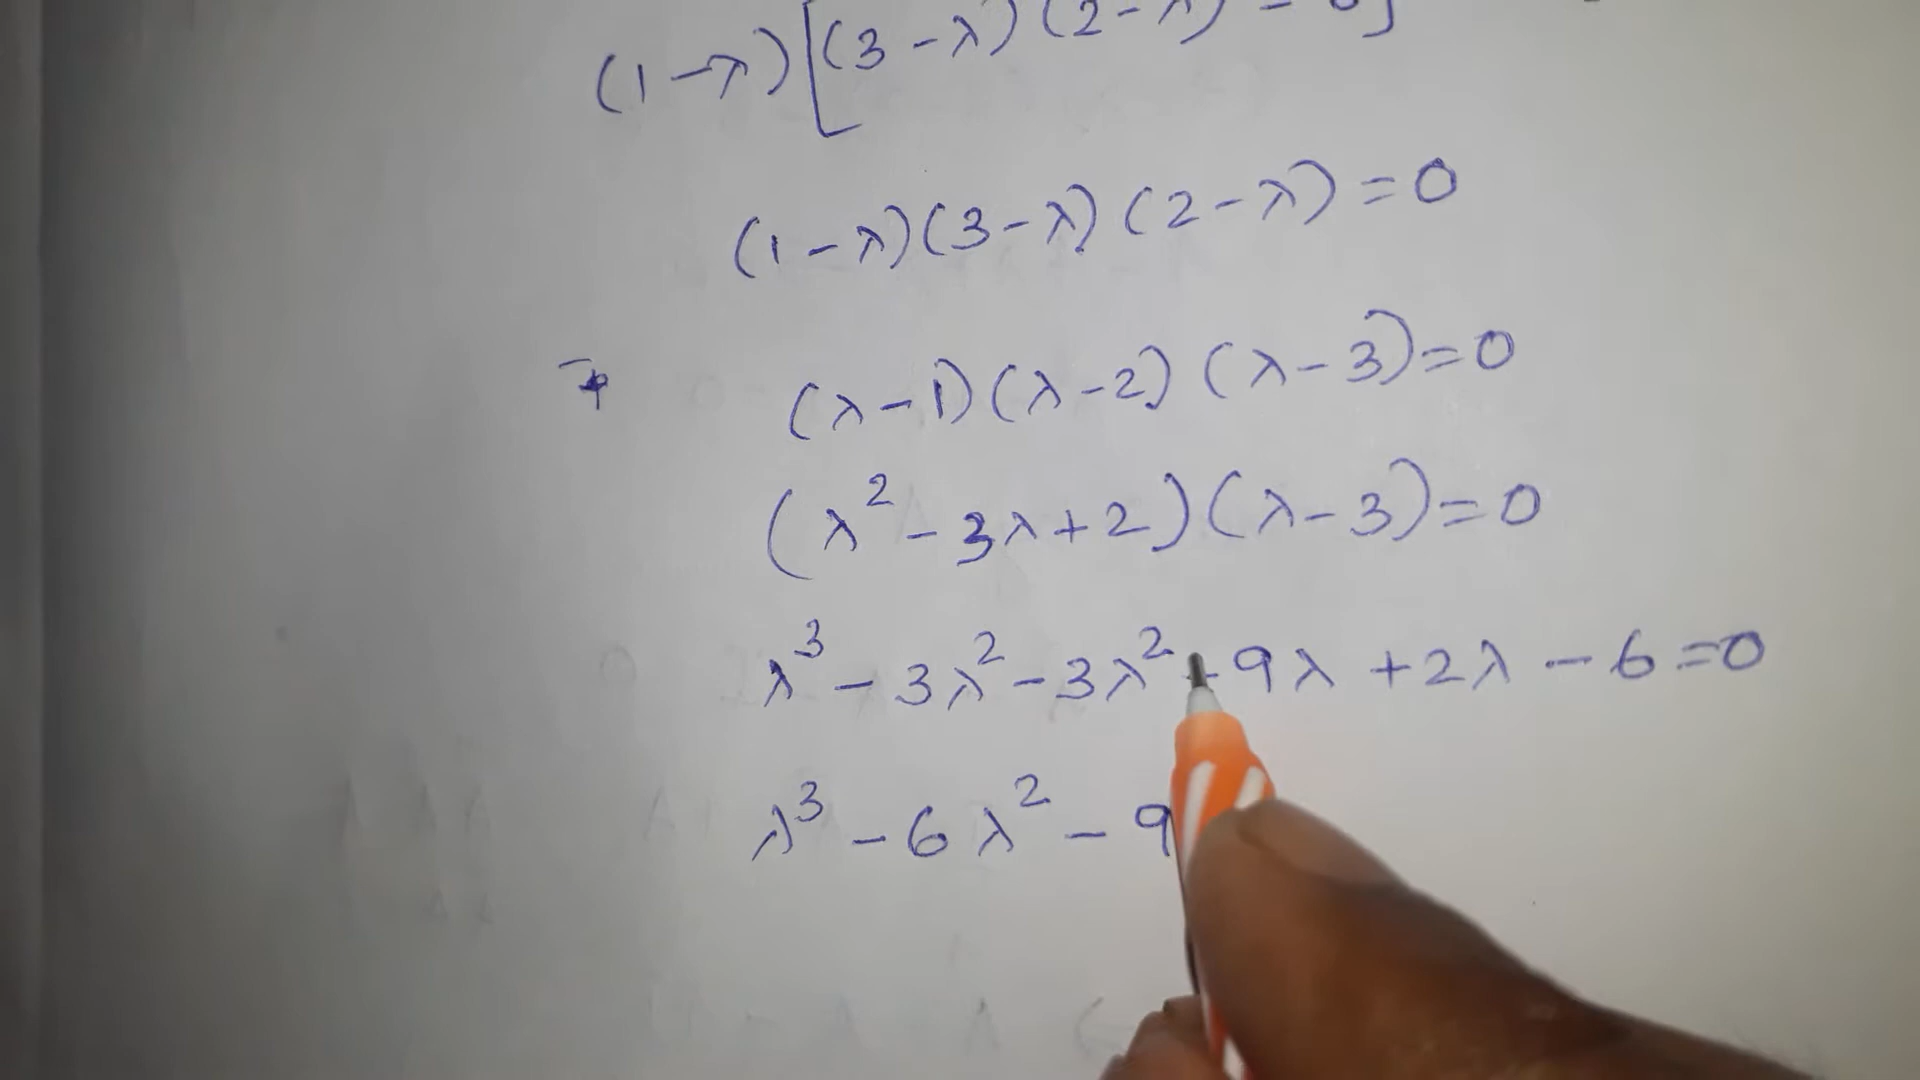 (1-λ)[(3-λ)(2-λ)-0]
(1-λ)(3-λ)(2-λ)=0
(λ-1)(λ-2)(λ-3)=0
(λ²-3λ+2)(λ-3)=0
λ³-3λ²-3λ²+9λ+2λ-6=0
λ³-6λ²-9